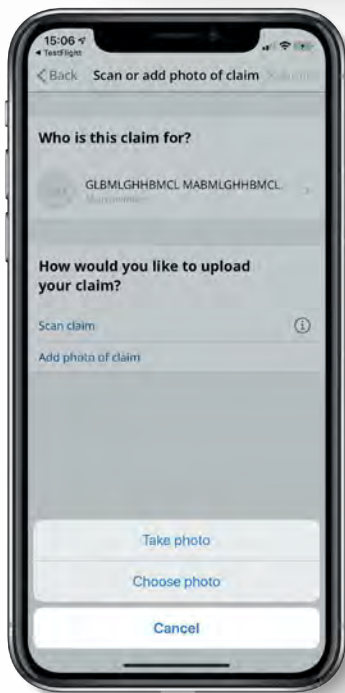 15:06
◀ TestFlight
Back Scan or add photo of claim
Who is this claim for?
GLBMLGHHBMCL MABMLGHHBMCL
How would you like to upload
your claim?
Scan claim
Add photo of claim
Take photo
Choose photo
Cancel